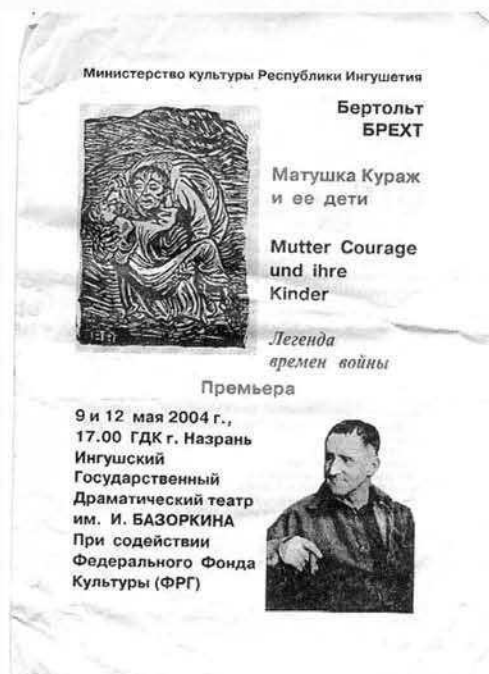 Министерство культуры Республики Ингушетия
Бертольт
БРЕХТ
Матушка Кураж
и ее дети
Mutter Courage
und ihre
Kinder
Легенда
времен войны
Премьера
9 и 12 мая 2004 г.,
17.00 ГДК г. Назрань
Ингушский
Государственный
Драматический театр
им. И. БАЗОРКИНА
При содействии
Федерального Фонда
Культуры (ФРГ)